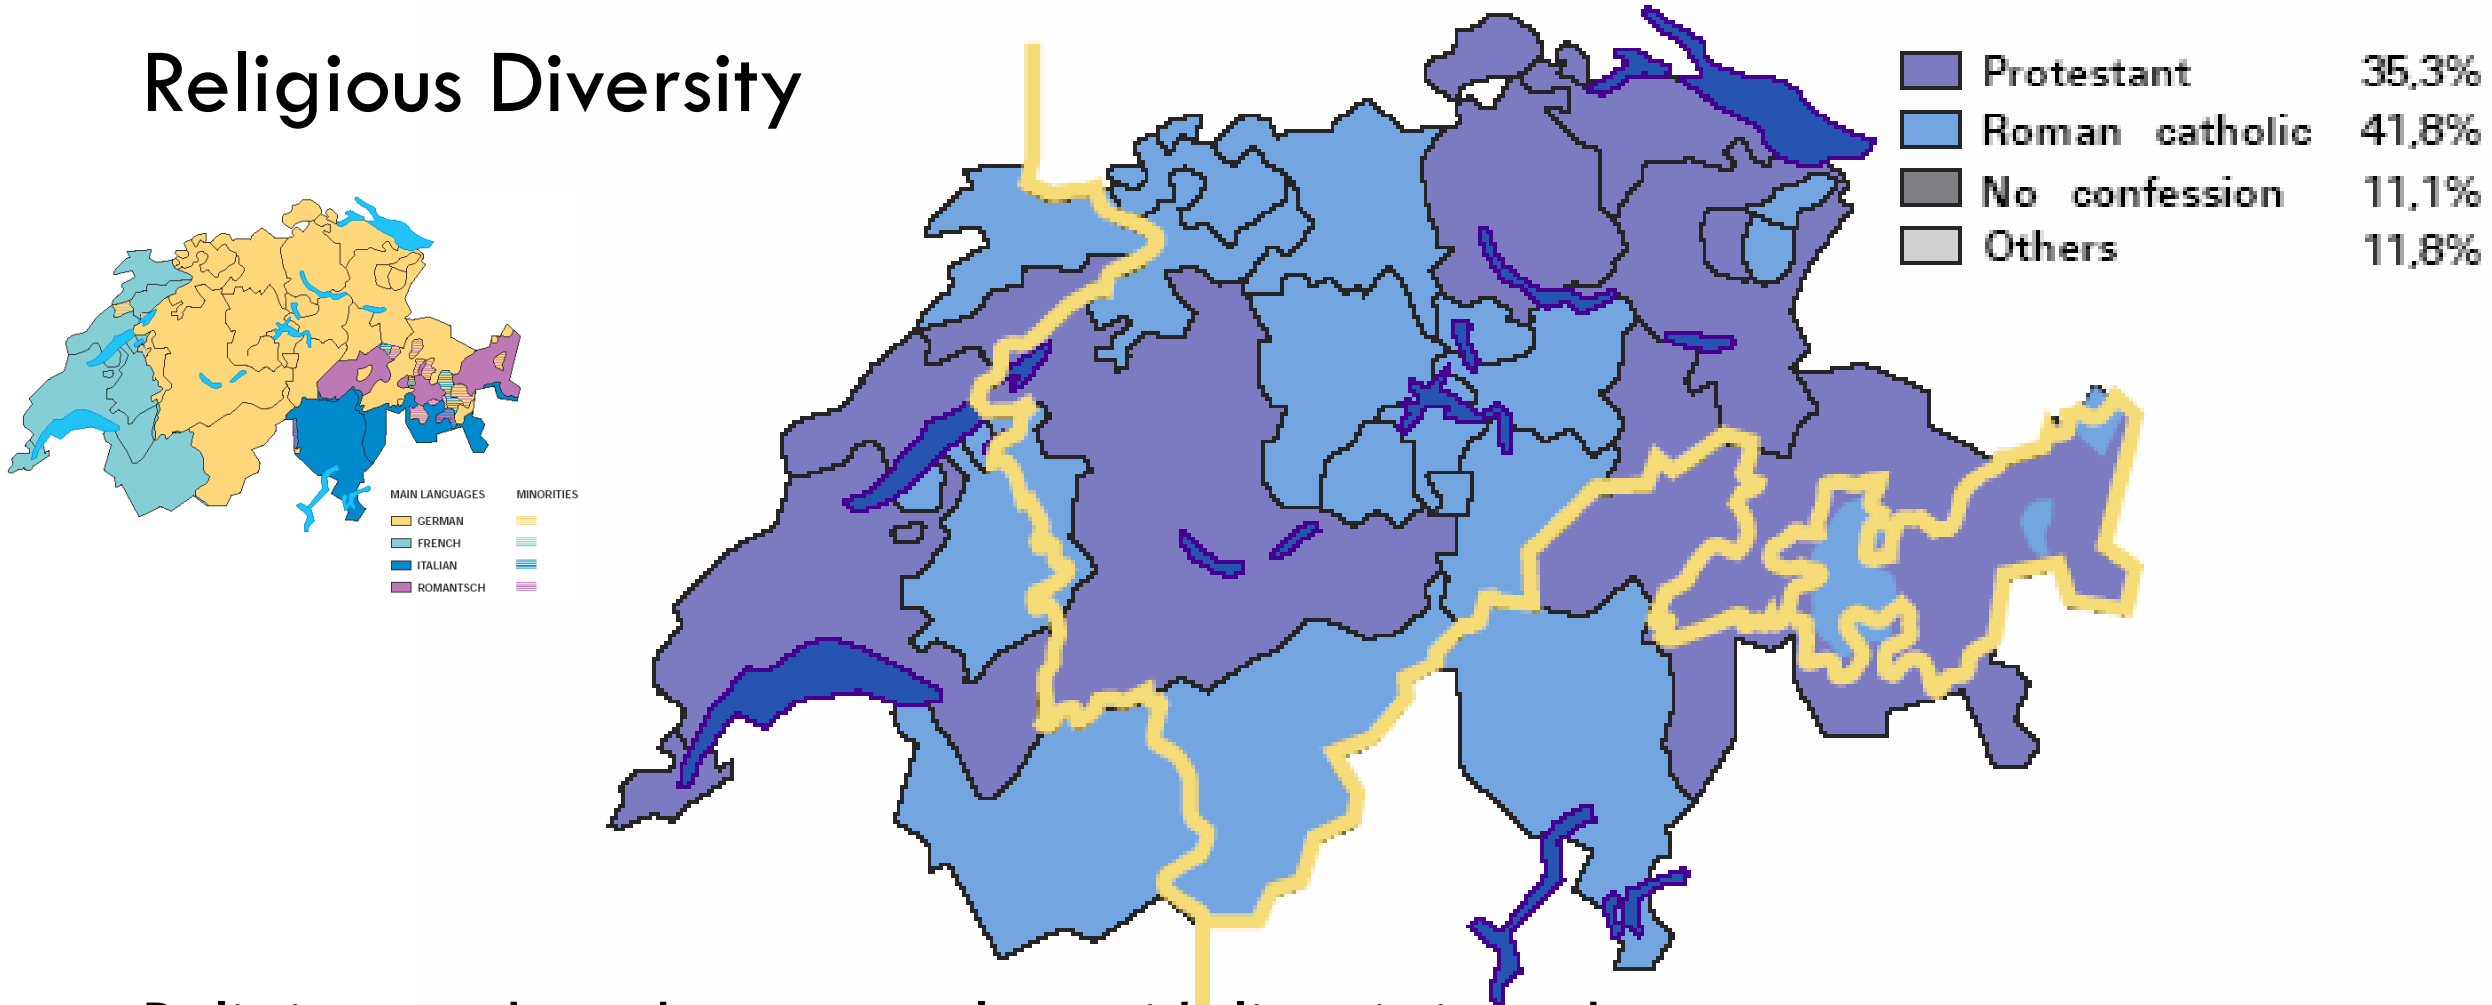 Religious Diversity
Protestant 35,3%
Roman catholic 41,8%
No confession 11,1%
Others 11,8%
MAIN LANGUAGES MINORITIES
GERMAN
FRENCH
ITALIAN
ROMANTSCH